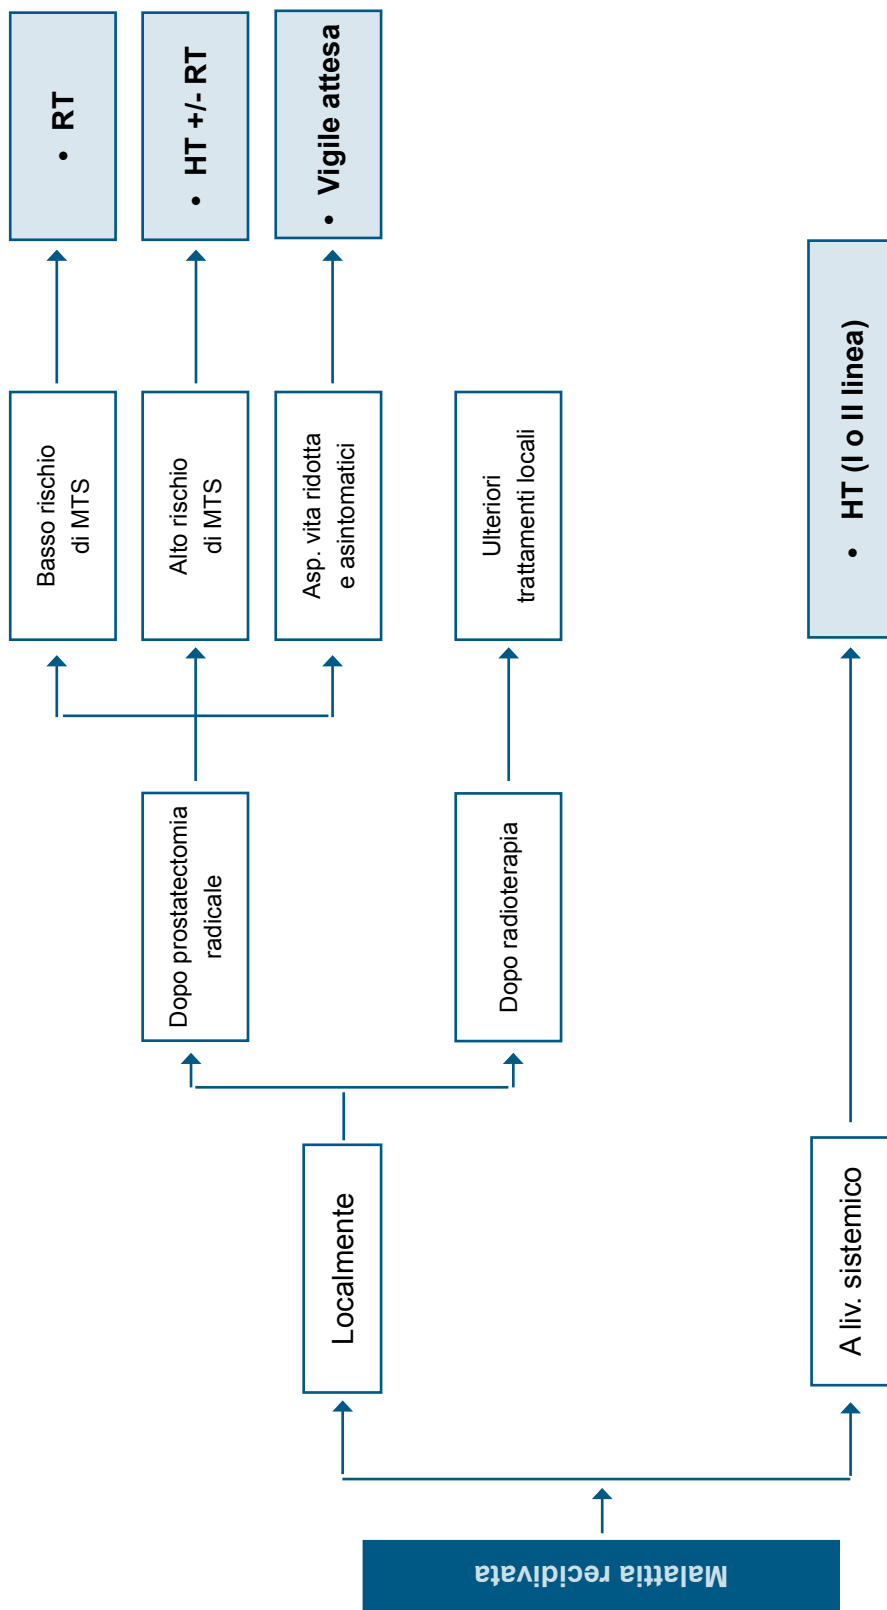 Malattia recidivata
Localmente
A liv. sistemico
Dopo prostatectomia
radicale
Dopo radioterapia
Basso rischio
di MTS
Alto rischio
di MTS
Asp. vita ridotta
e asintomatici
Ulteriori
trattamenti locali
• RT
• HT +/- RT
• Vigile attesa
• HT (I o II linea)